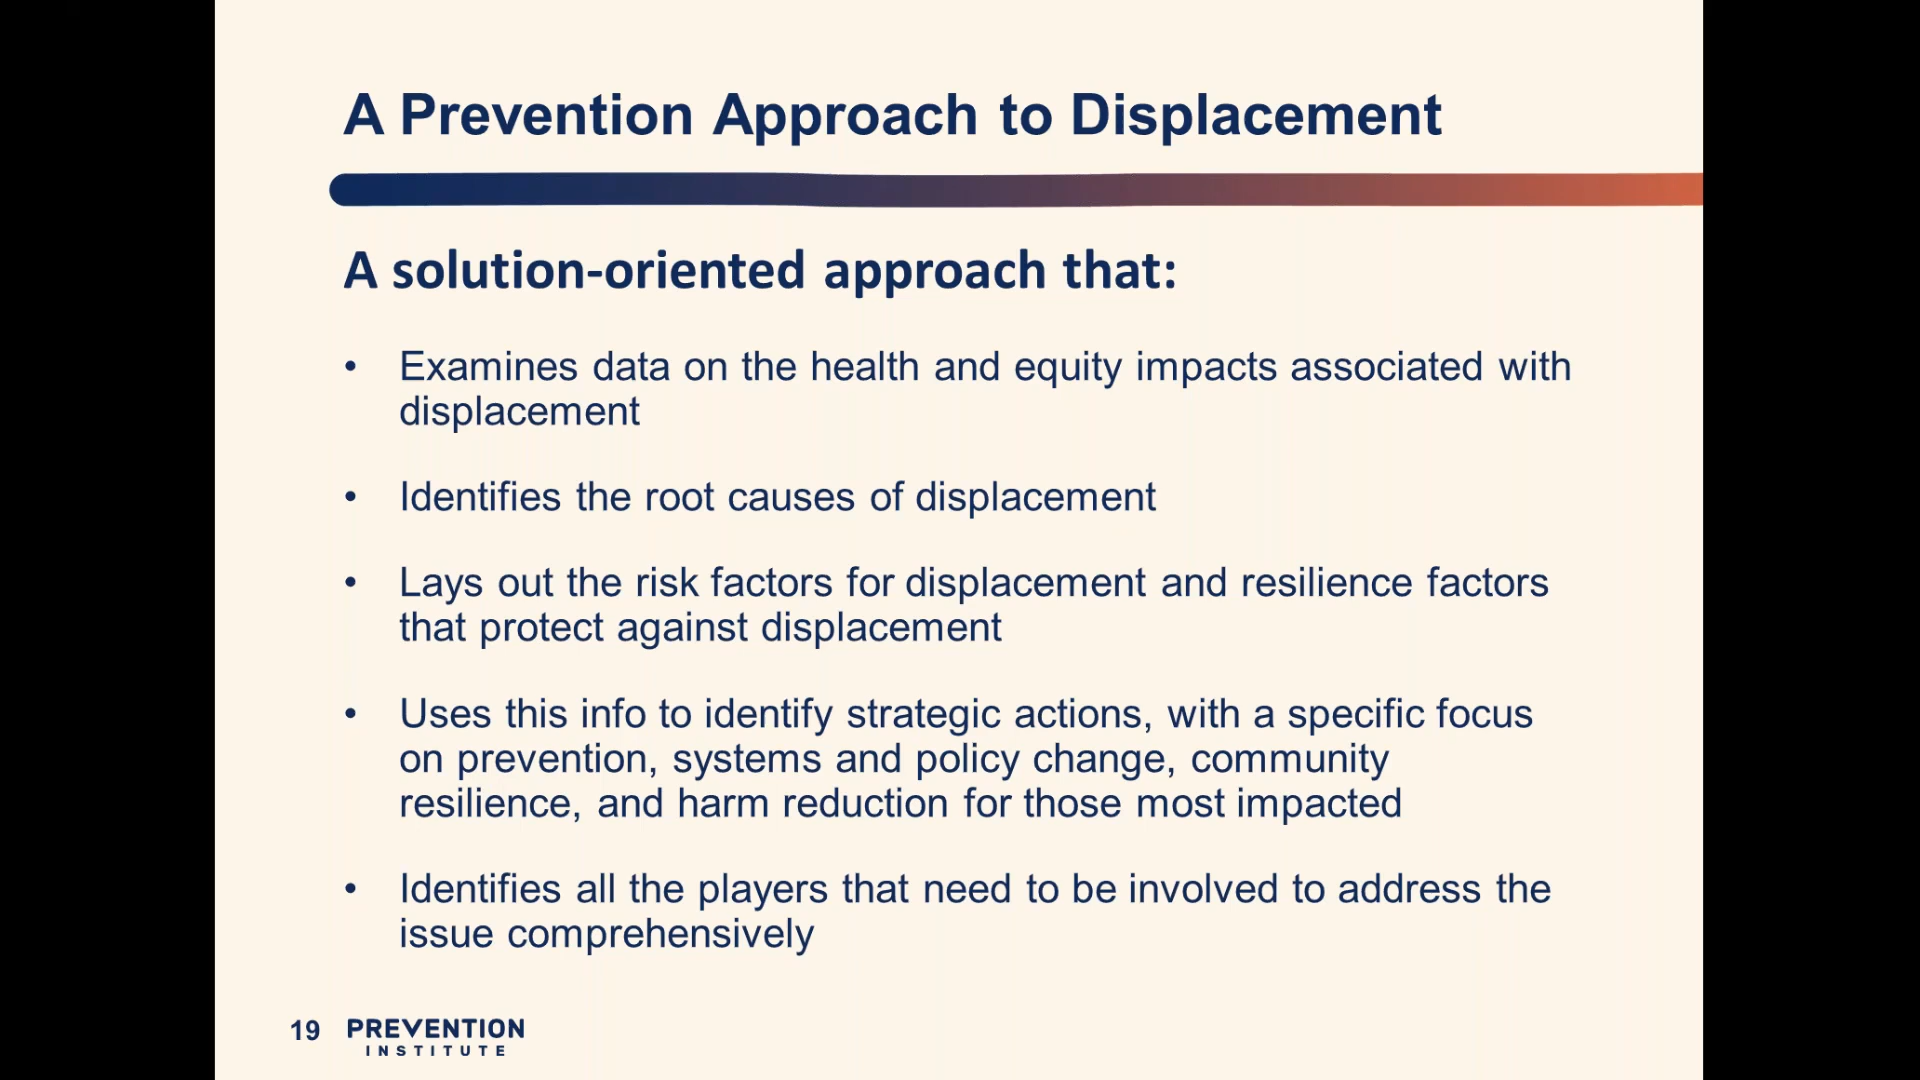 A Prevention Approach to Displacement
A solution-oriented approach that:
• Examines data on the health and equity impacts associated with
displacement
• Identifies the root causes of displacement
• Lays out the risk factors for displacement and resilience factors
that protect against displacement
• Uses this info to identify strategic actions, with a specific focus
on prevention, systems and policy change, community
resilience, and harm reduction for those most impacted
• Identifies all the players that need to be involved to address the
issue comprehensively
19 PREVENTION
INSTITUTE